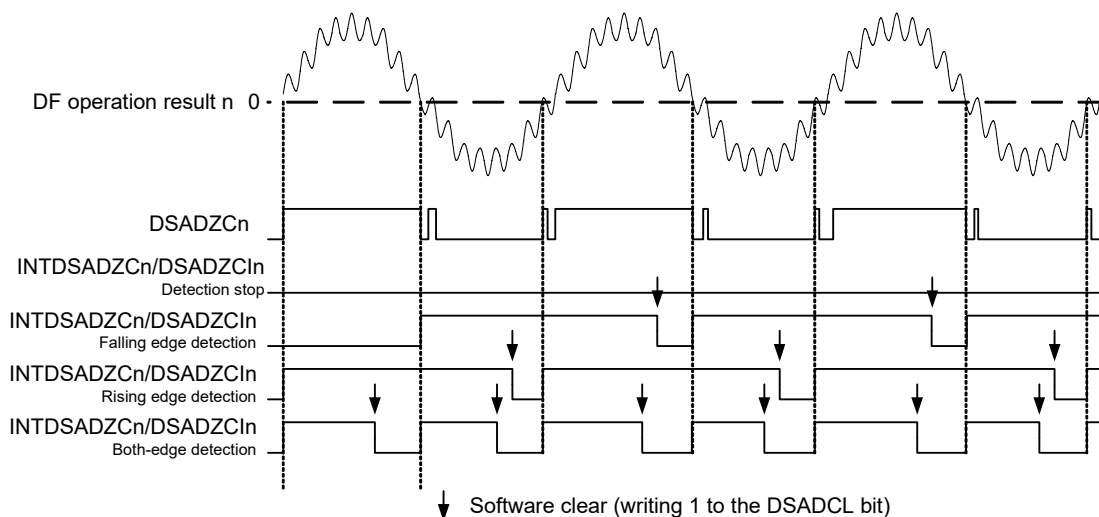 DF operation result n 0
DSADZCn
INTDSADZCn/DSADZCIn
Detection stop
INTDSADZCn/DSADZCIn
Falling edge detection
INTDSADZCn/DSADZCIn
Rising edge detection
INTDSADZCn/DSADZCIn
Both-edge detection
Software clear (writing 1 to the DSADCL bit)